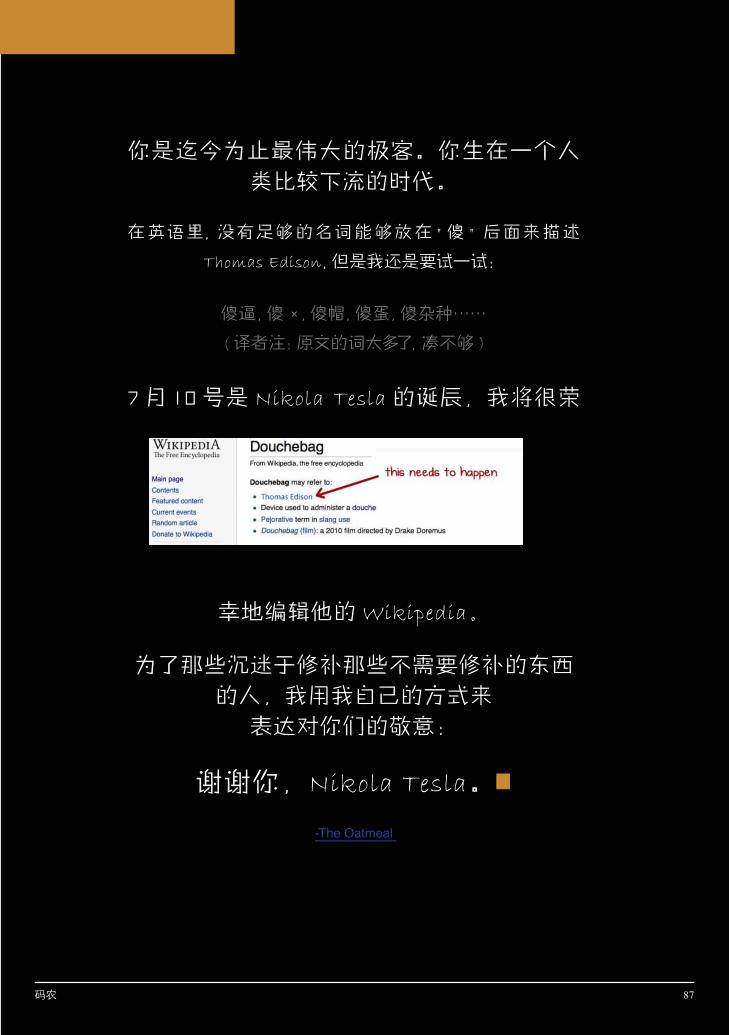 你是迄今为止最伟大的极客。你生在一个人
类比较下流的时代。
在英语里，没有足够的名词能够放在"傻"后面来描述
Thomas Edison，但是我还是要试一试：
傻逼，傻×，傻帽，傻蛋，傻杂种……
（译者注：原文的词太多了，凑不够）
7月10号是 Nikola Tesla 的诞辰，我将很荣
WIKIPEDIA
The Free Encyclopedia
Main page
Contents
Featured content
Current events
Random article
Donate to Wikipedia
Douchebag
From Wikipedia, the free encyclopedia
this needs to happen
Douchebag may refer to:
• Thomas Edison
• Device used to administer a douche
• Pejorative term in slang use
• Douchebag (film): a 2010 film directed by Drake Doremus
幸地编辑他的 Wikipedia。
为了那些沉迷于修补那些不需要修补的东西
的人，我用我自己的方式来
表达对你们的敬意：
谢谢你，Nikola Tesla。
-The Oatmeal
码农
87